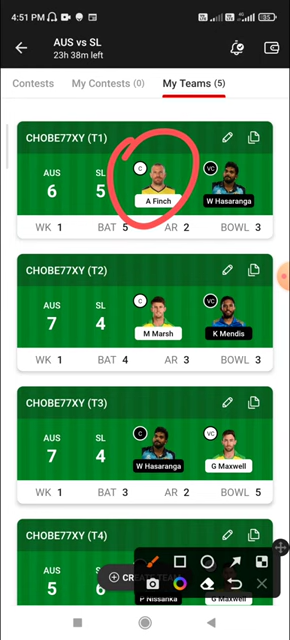 4:51 PM
35
AUS vs SL
23h 38m left
Contests My Contests (0) My Teams (5)
CHOBE77XY (T1)
AUS SL
6 5
C VC
A Finch W Hasaranga
WK 1 BAT 5 AR 2 BOWL 3
CHOBE77XY (T2)
AUS SL
7 4
C VC
M Marsh K Mendis
WK 1 BAT 4 AR 3 BOWL 3
CHOBE77XY (T3)
AUS SL
7 4
C VC
W Hasaranga G Maxwell
WK 1 BAT 3 AR 2 BOWL 5
CHOBE77XY (T4)
AUS SL
5 6
P Nissanka G Maxwell